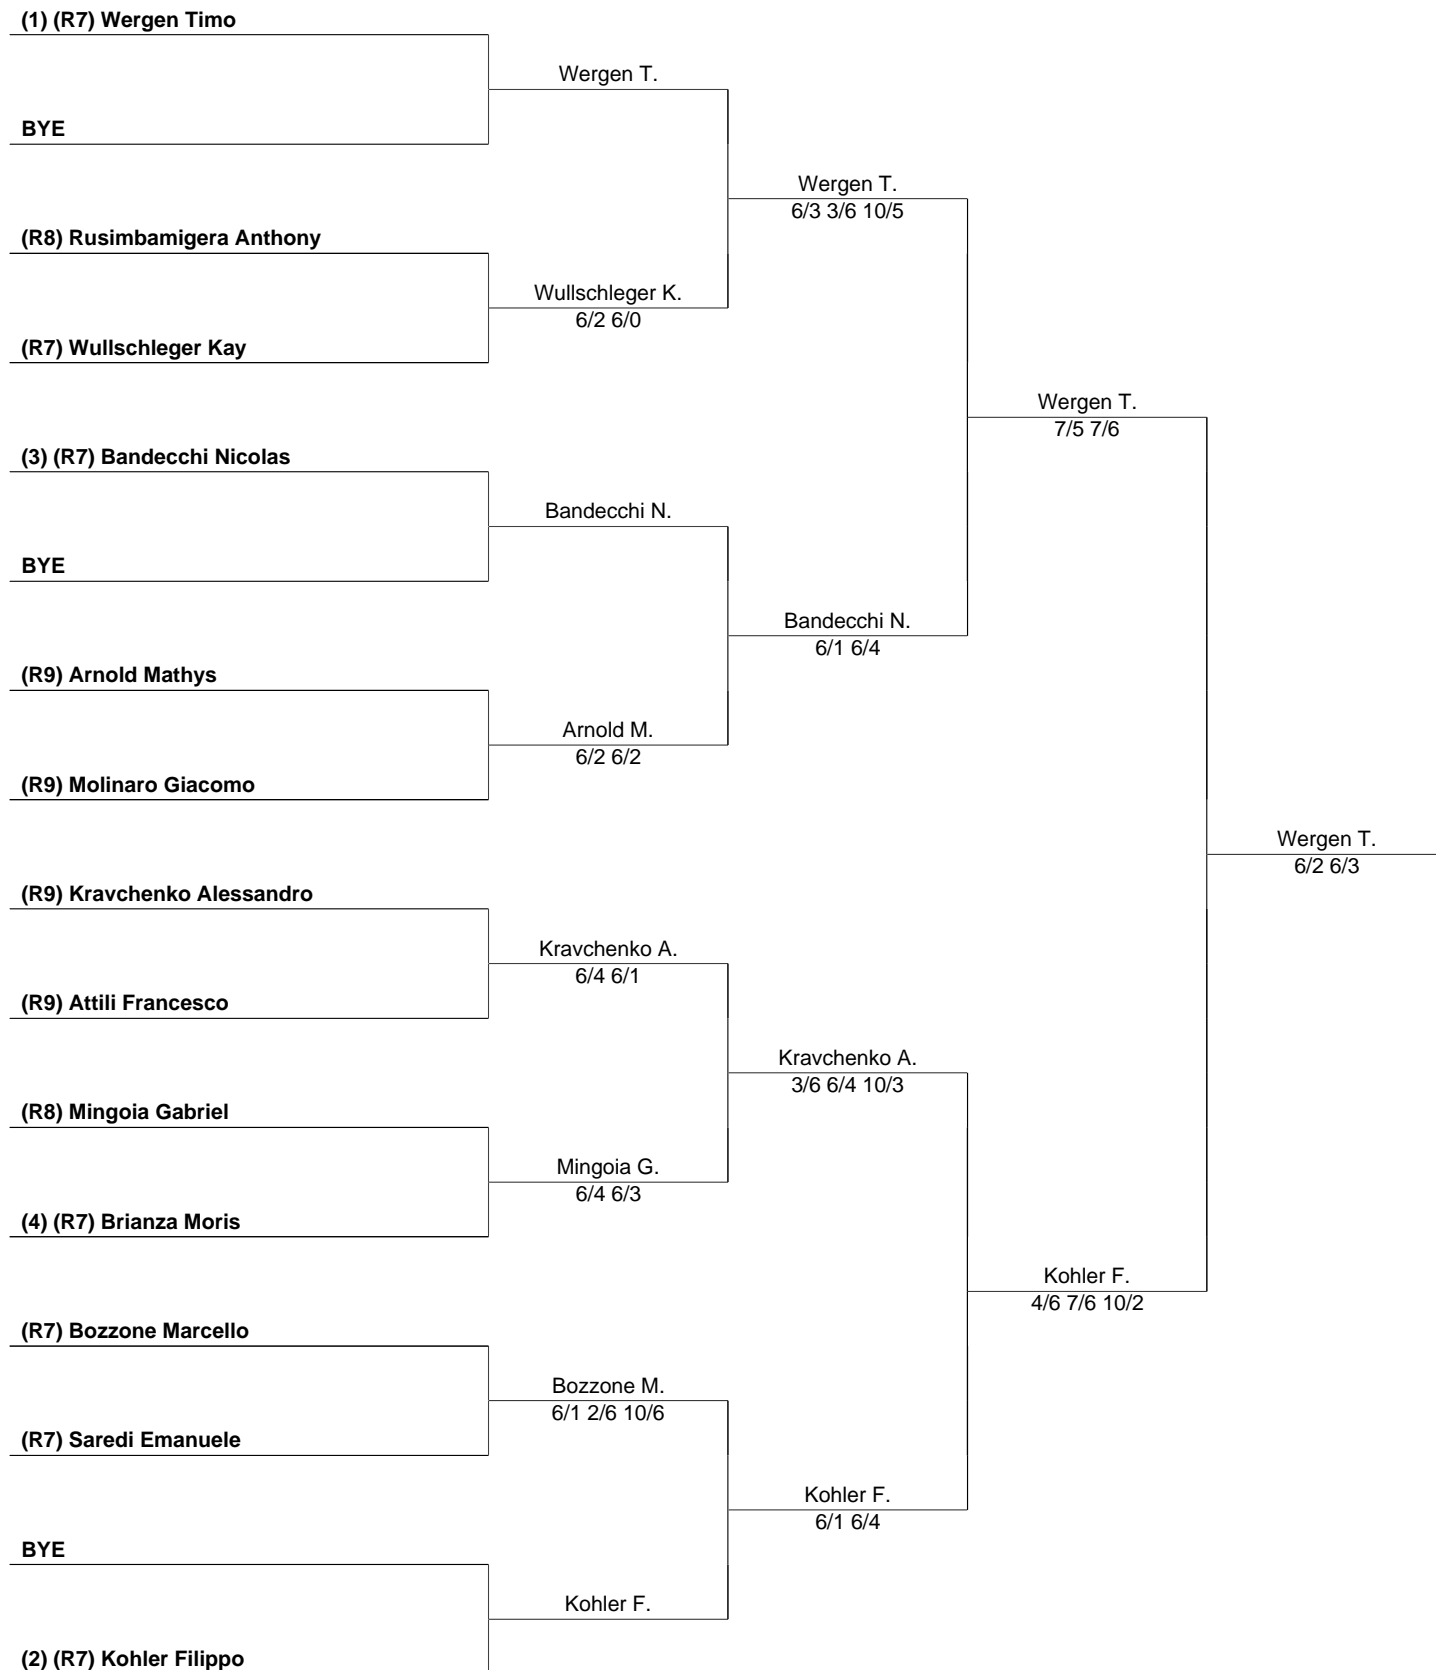 (1) (R7) Wergen Timo
Wergen T.
BYE
Wergen T.
6/3 3/6 10/5
(R8) Rusimbamigera Anthony
Wullschleger K.
6/2 6/0
(R7) Wullschleger Kay
Wergen T.
7/5 7/6
(3) (R7) Bandecchi Nicolas
Bandecchi N.
BYE
Bandecchi N.
6/1 6/4
(R9) Arnold Mathys
Arnold M.
6/2 6/2
(R9) Molinaro Giacomo
Wergen T.
6/2 6/3
(R9) Kravchenko Alessandro
Kravchenko A.
6/4 6/1
(R9) Attili Francesco
Kravchenko A.
3/6 6/4 10/3
(R8) Mingoia Gabriel
Mingoia G.
6/4 6/3
(4) (R7) Brianza Moris
Kohler F.
4/6 7/6 10/2
(R7) Bozzone Marcello
Bozzone M.
6/1 2/6 10/6
(R7) Saredi Emanuele
Kohler F.
6/1 6/4
BYE
Kohler F.
(2) (R7) Kohler Filippo